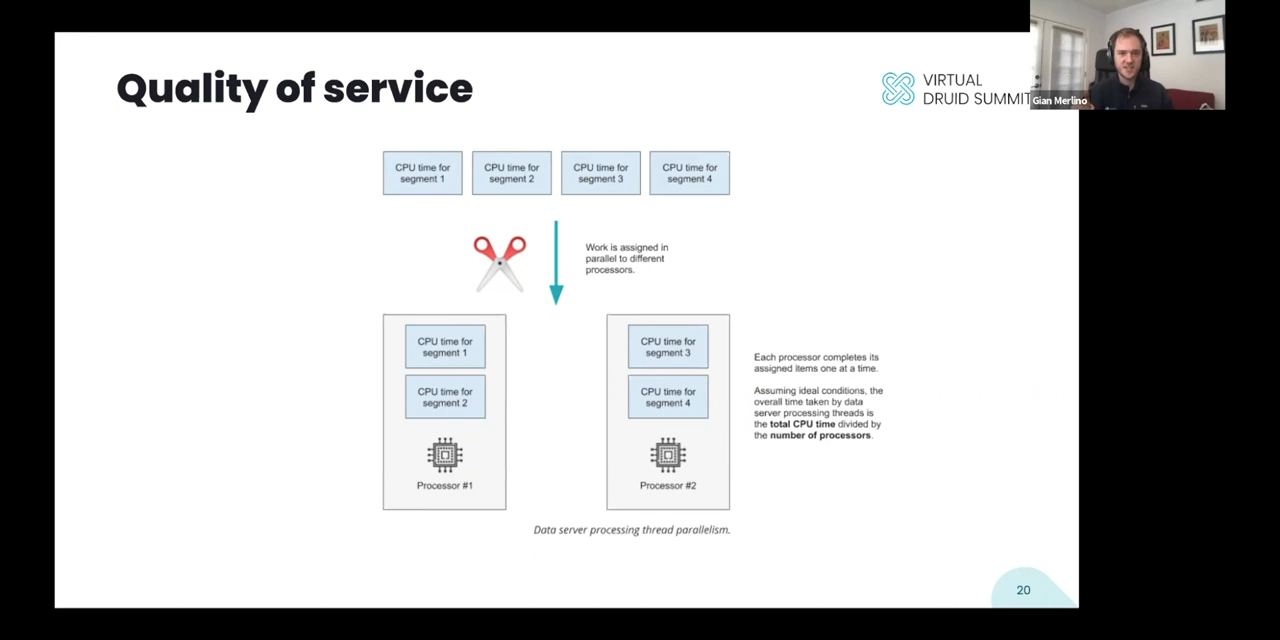 Quality of service
VIRTUAL
DRUID SUMMIT
Gian Merlino
CPU time for
segment 1
CPU time for
segment 2
CPU time for
segment 3
CPU time for
segment 4
Work is assigned in
parallel to different
processors.
CPU time for
segment 1
CPU time for
segment 2
Processor #1
CPU time for
segment 3
CPU time for
segment 4
Processor #2
Each processor completes its
assigned items one at a time.
Assuming ideal conditions, the
overall time taken by data
server processing threads is
the total CPU time divided by
the number of processors.
Data server processing thread parallelism.
20